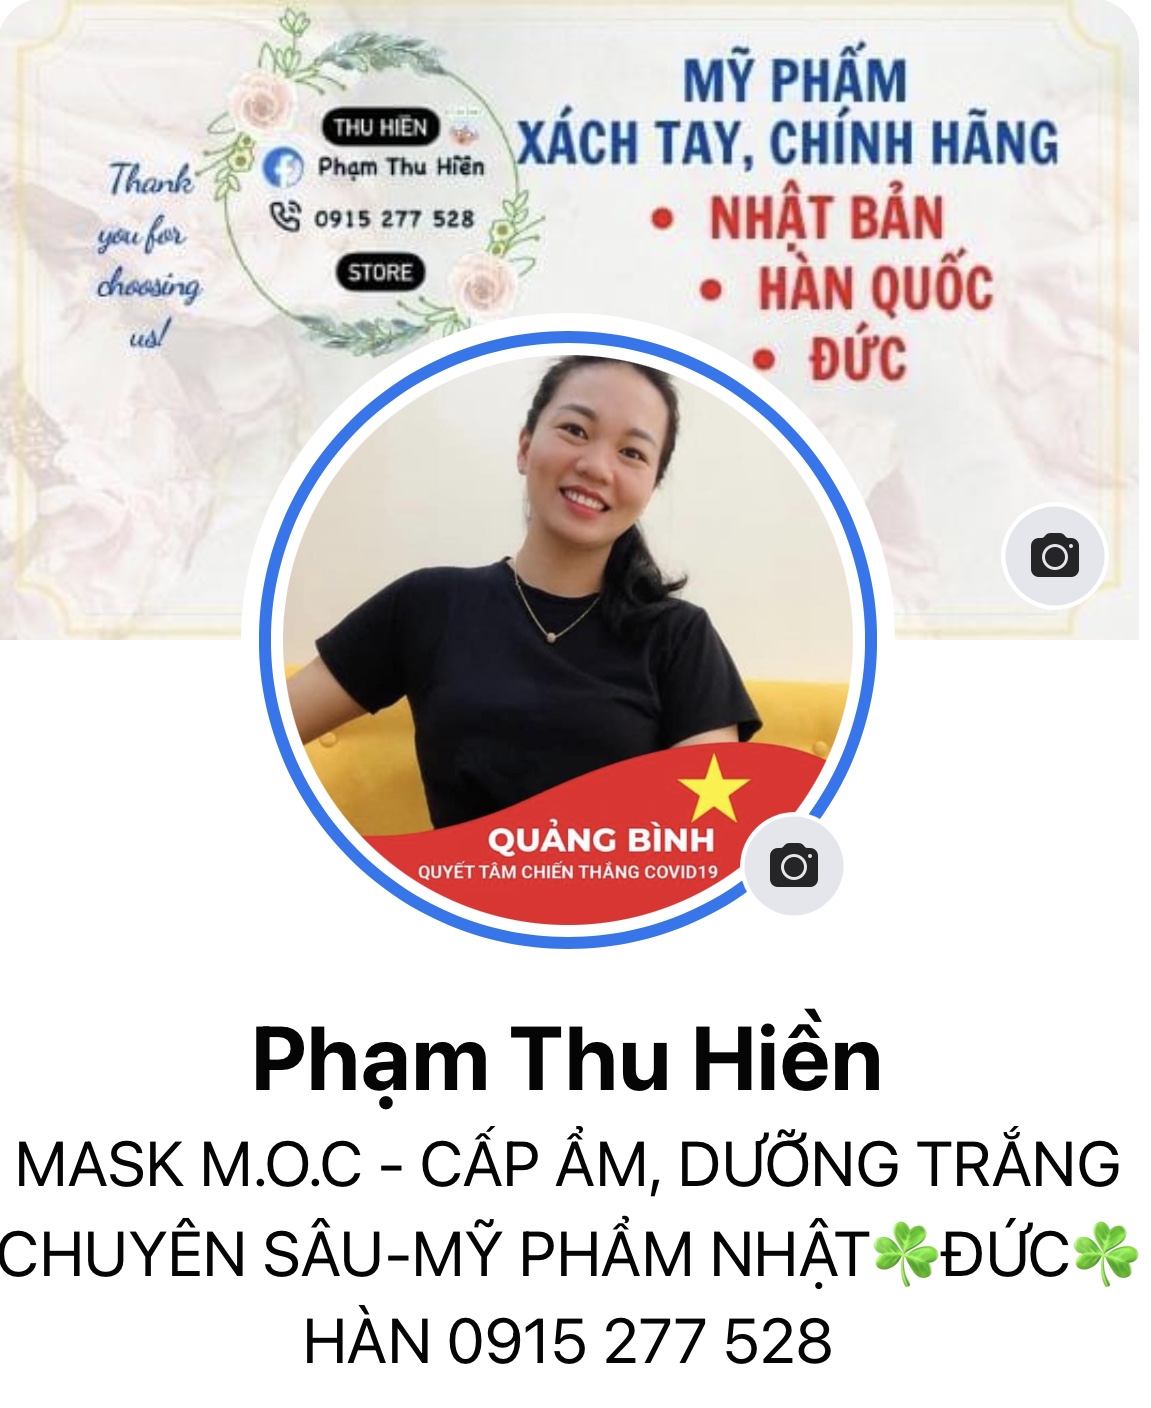 Thank
you for
choosing
us!
THU HIỀN
Phạm Thu Hiền
0915 277 528
STORE
MỸ PHẨM
XÁCH TAY, CHÍNH HÃNG
• NHẬT BẢN
• HÀN QUỐC
• ĐỨC
QUẢNG BÌNH
QUYẾT TÂM CHIẾN THẮNG COVID19
Phạm Thu Hiền
MASK M.O.C - CẤP ẨM, DƯỠNG TRẮNG
CHUYÊN SÂU-MỸ PHẨM NHẬT☘️ĐỨC☘️
HÀN 0915 277 528